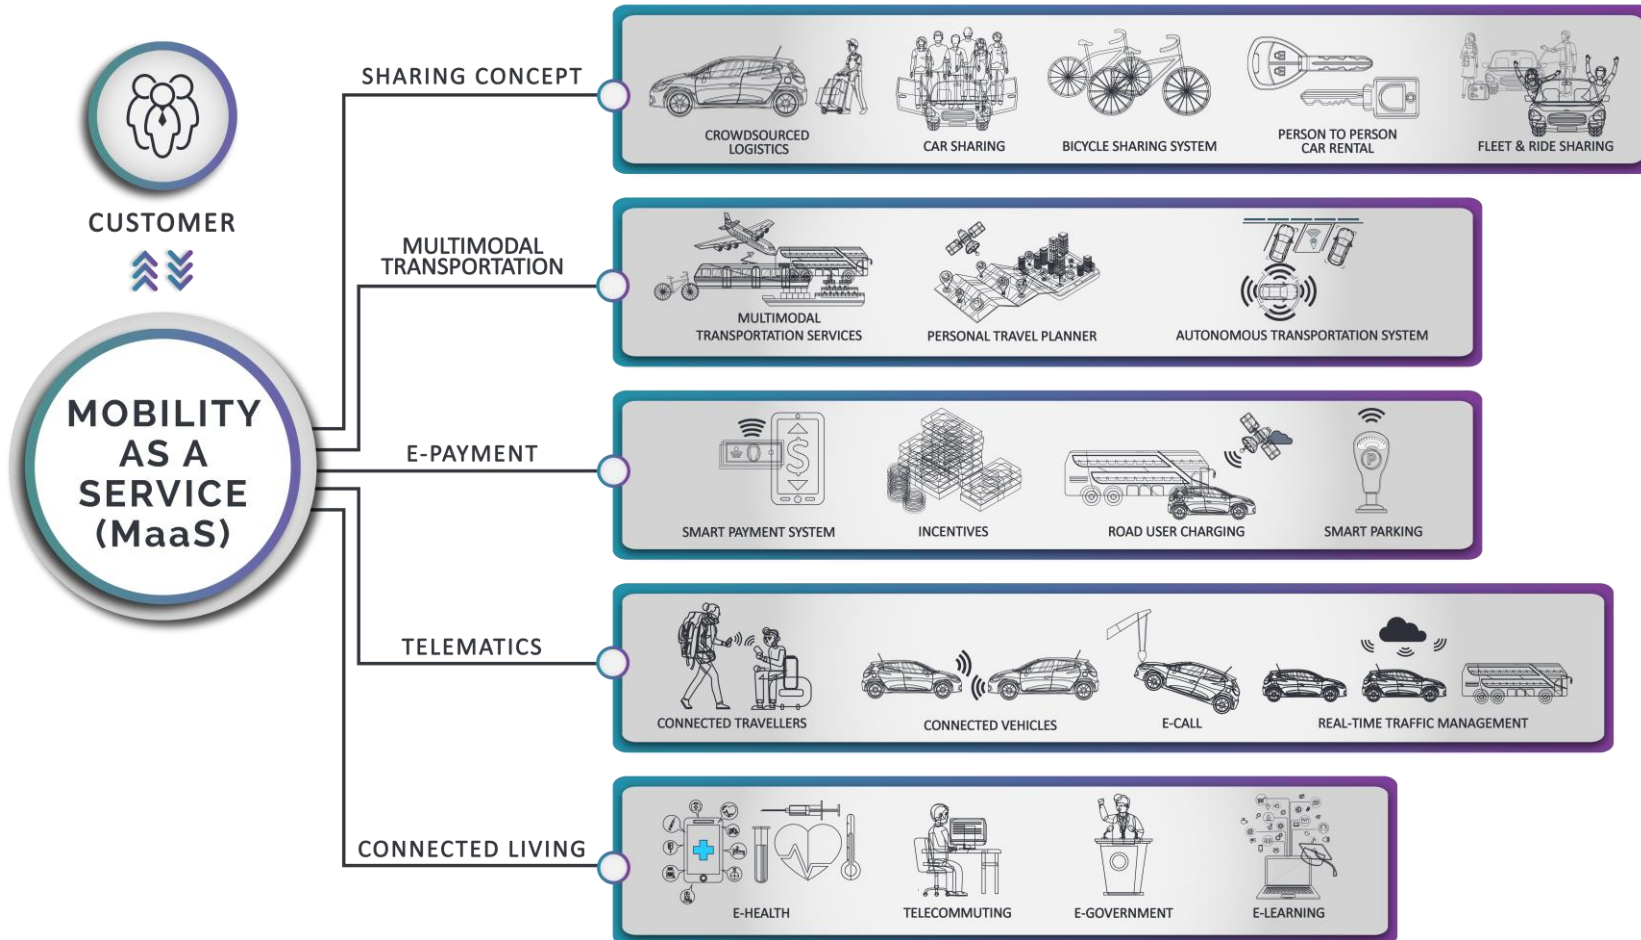 CUSTOMER
MOBILITY
AS A
SERVICE
(MaaS)
SHARING CONCEPT
CROWDSOURCED
LOGISTICS
CAR SHARING
BICYCLE SHARING SYSTEM
PERSON TO PERSON
CAR RENTAL
FLEET & RIDE SHARING
MULTIMODAL
TRANSPORTATION
MULTIMODAL
TRANSPORTATION SERVICES
PERSONAL TRAVEL PLANNER
AUTONOMOUS TRANSPORTATION SYSTEM
E-PAYMENT
$
P
SMART PAYMENT SYSTEM
INCENTIVES
ROAD USER CHARGING
SMART PARKING
TELEMATICS
CONNECTED TRAVELLERS
CONNECTED VEHICLES
E-CALL
REAL-TIME TRAFFIC MANAGEMENT
CONNECTED LIVING
E-HEALTH
TELECOMMUTING
E-GOVERNMENT
E-LEARNING